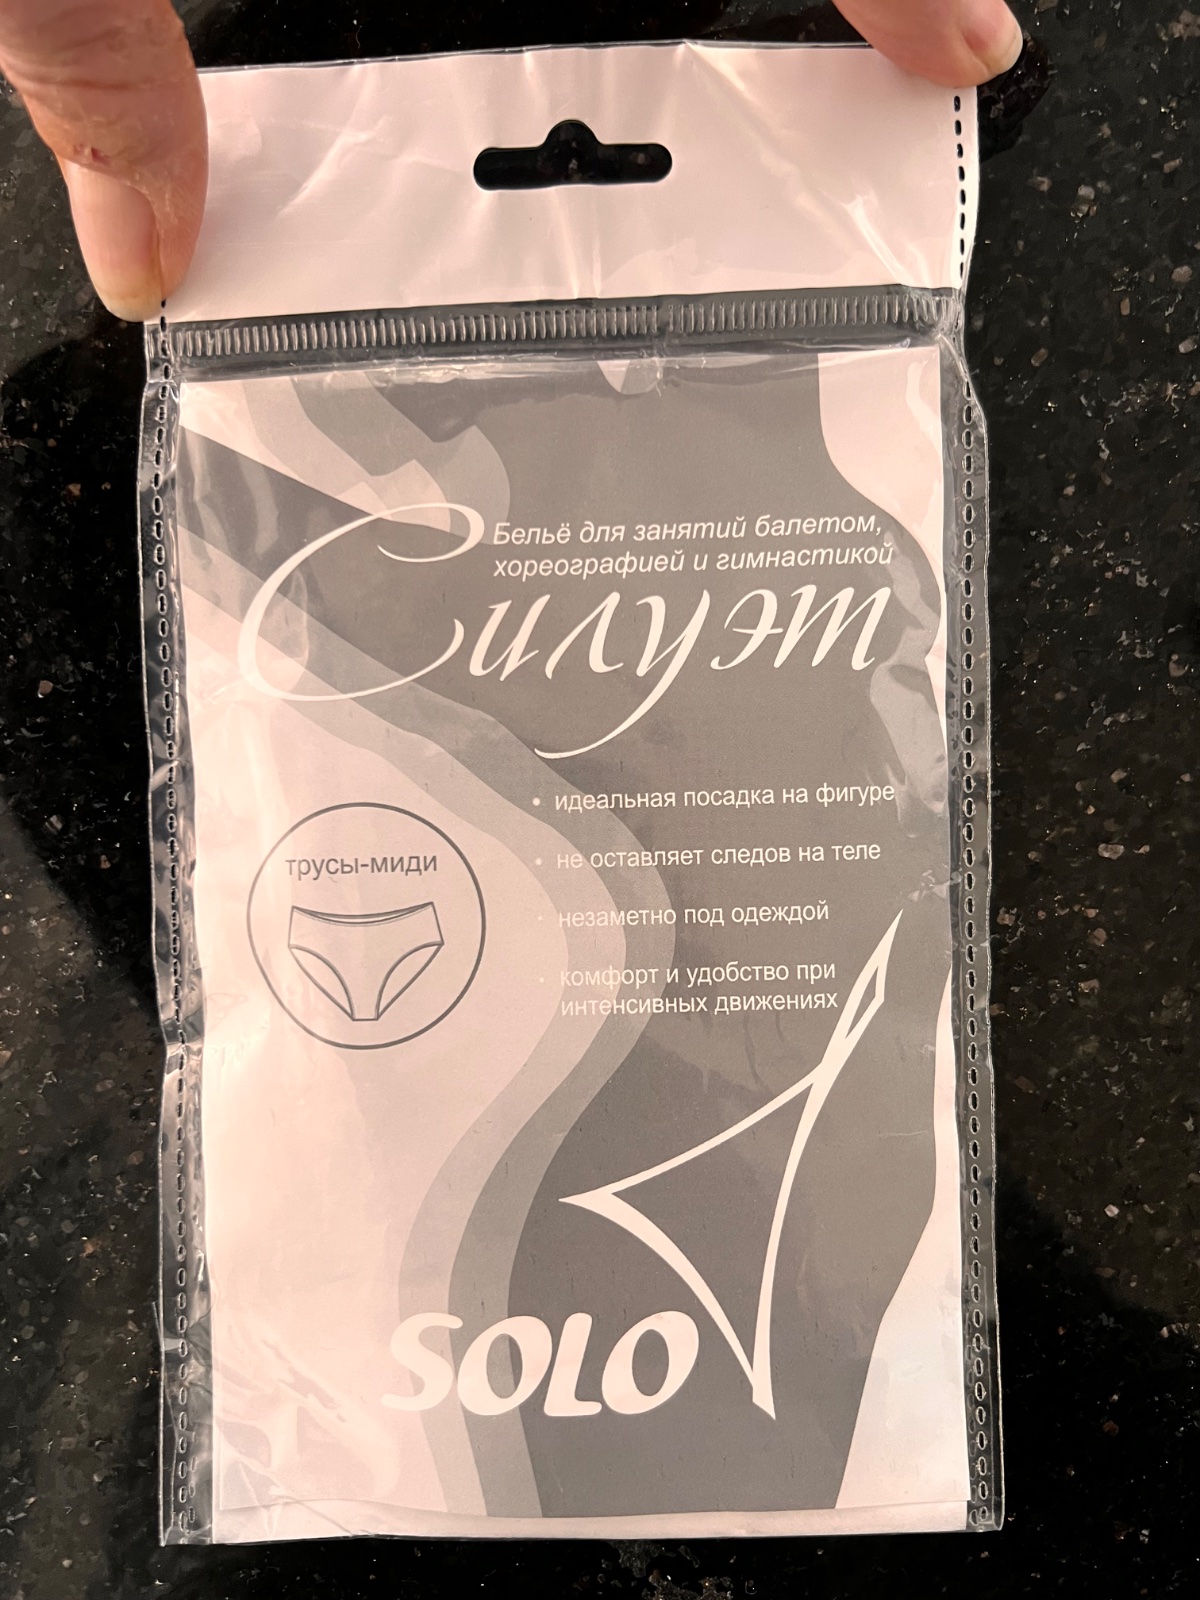 Бельё для занятий балетом,
хореографией и гимнастикой
Силуэт
• идеальная посадка на фигуре
• не оставляет следов на теле
• незаметно под одеждой
• комфорт и удобство при
интенсивных движениях
трусы-миди
SOLO